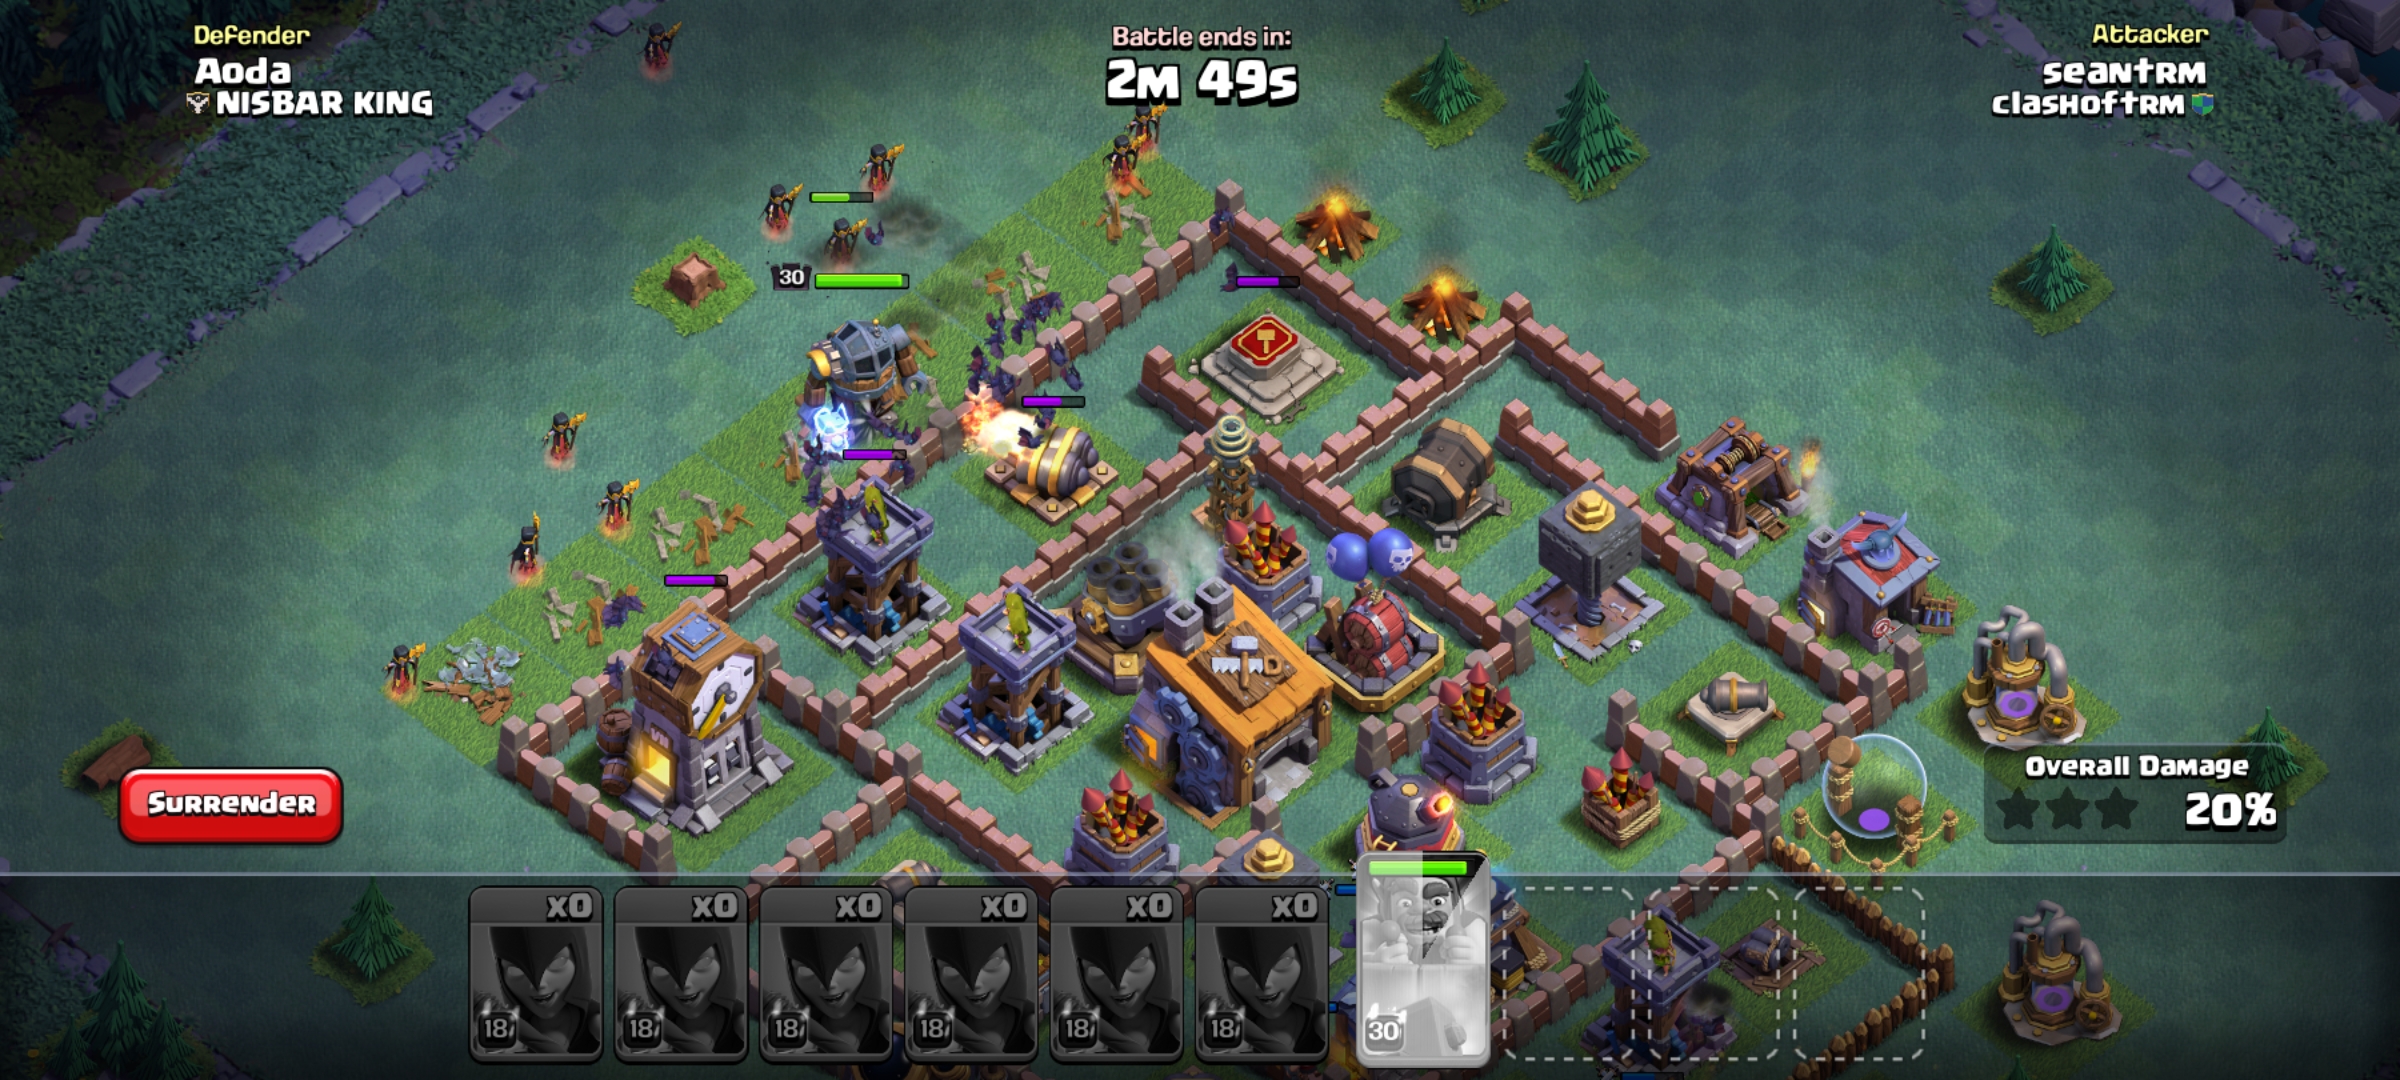 Defender
Aoda
NISBAR KING
Battle ends in:
2M 49s
Attacker
seantRM
clashoftRM
30
Surrender
Overall Damage
20%
x0
x0
x0
x0
x0
x0
18
18
18
18
18
18
30